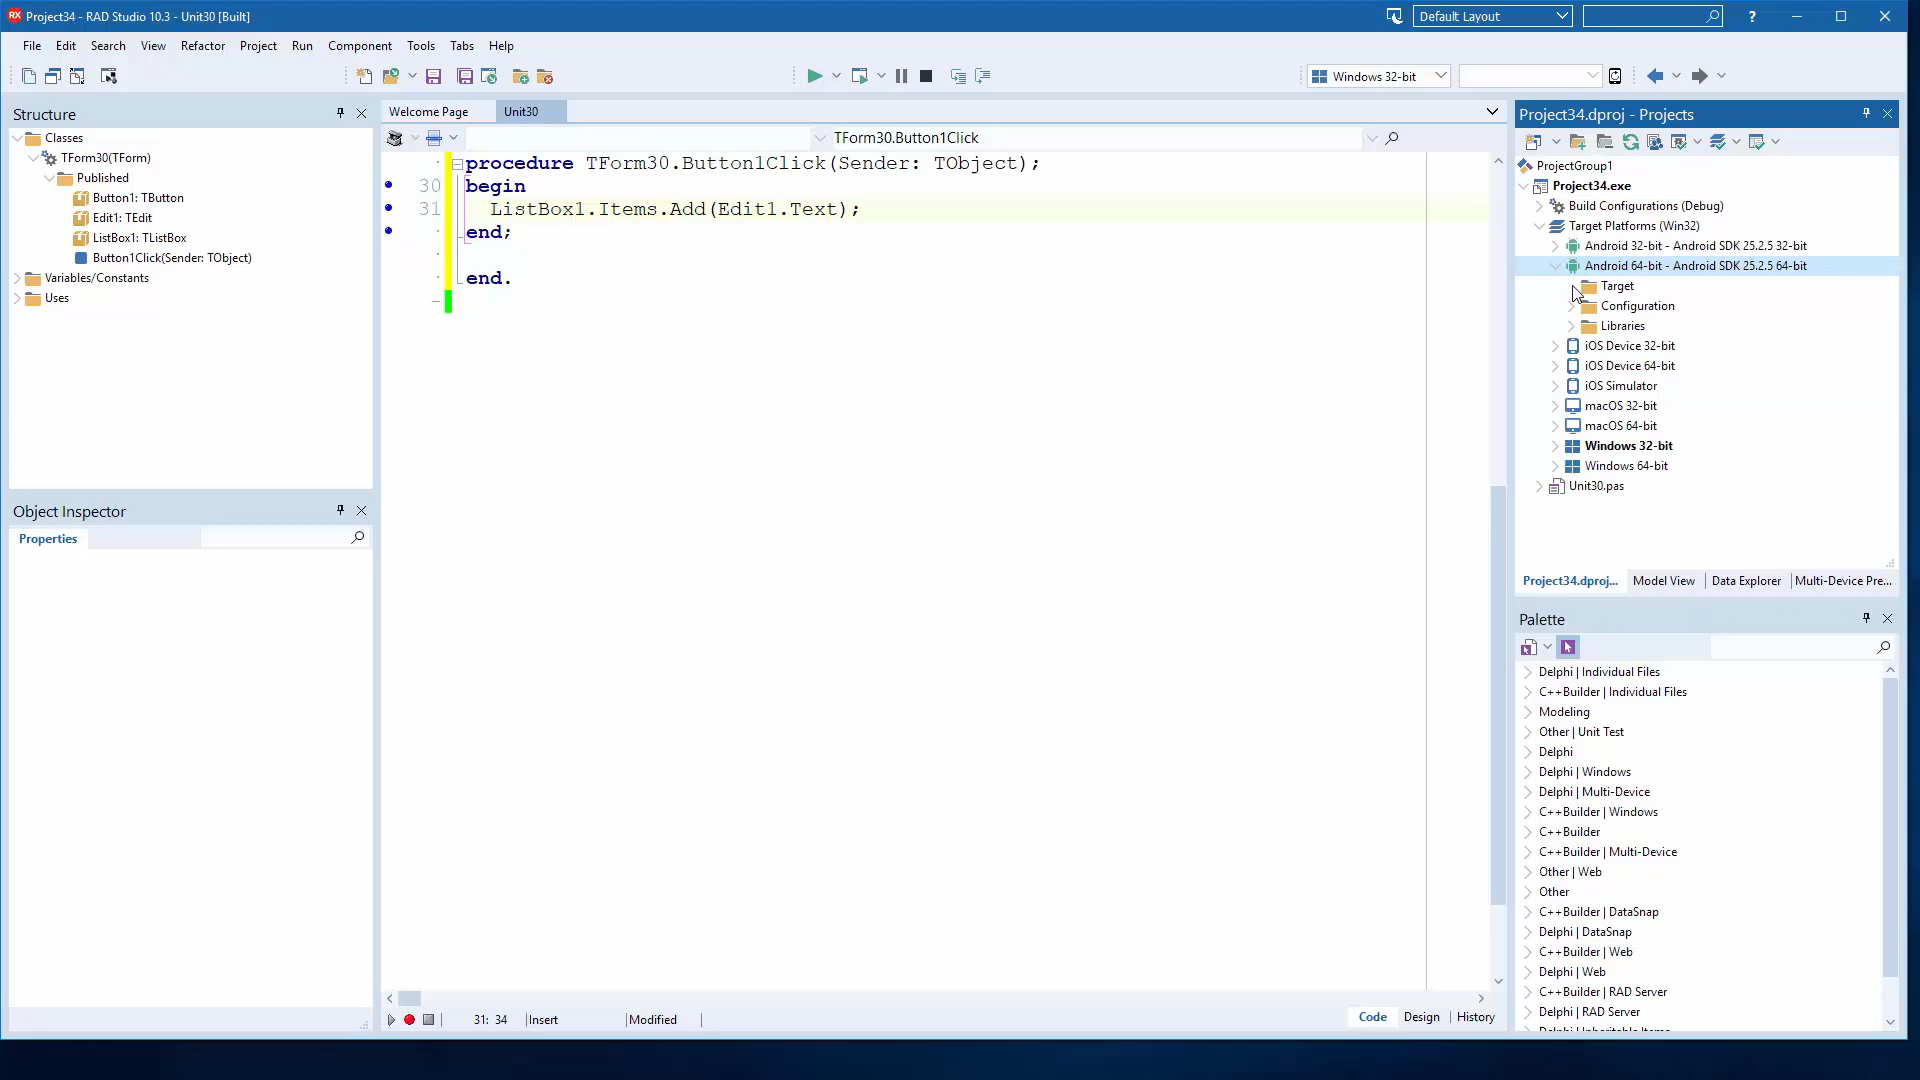 Project34 - RAD Studio 10.3 - Unit30 [Built]
Default Layout
?
File Edit Search View Refactor Project Run Component Tools Tabs Help
Windows 32-bit
Structure
Classes
TForm30(TForm)
Published
Button1: TButton
Edit1: TEdit
ListBox1: TListBox
Button1Click(Sender: TObject)
Variables/Constants
Uses
Object Inspector
Properties
Welcome Page Unit30
TForm30.Button1Click
procedure TForm30.Button1Click(Sender: TObject);
30 begin
31 ListBox1.Items.Add(Edit1.Text);
end;
end.
31: 34 Insert Modified
Code Design History
Project34.dproj - Projects
ProjectGroup1
Project34.exe
Build Configurations (Debug)
Target Platforms (Win32)
Android 32-bit - Android SDK 25.2.5 32-bit
Android 64-bit - Android SDK 25.2.5 64-bit
Target
Configuration
Libraries
iOS Device 32-bit
iOS Device 64-bit
iOS Simulator
macOS 32-bit
macOS 64-bit
Windows 32-bit
Windows 64-bit
Unit30.pas
Project34.dproj... Model View Data Explorer Multi-Device Pre...
Palette
Delphi | Individual Files
C++Builder | Individual Files
Modeling
Other | Unit Test
Delphi
Delphi | Windows
Delphi | Multi-Device
C++Builder | Windows
C++Builder
C++Builder | Multi-Device
Other | Web
Other
C++Builder | DataSnap
Delphi | DataSnap
C++Builder | Web
Delphi | Web
C++Builder | RAD Server
Delphi | RAD Server